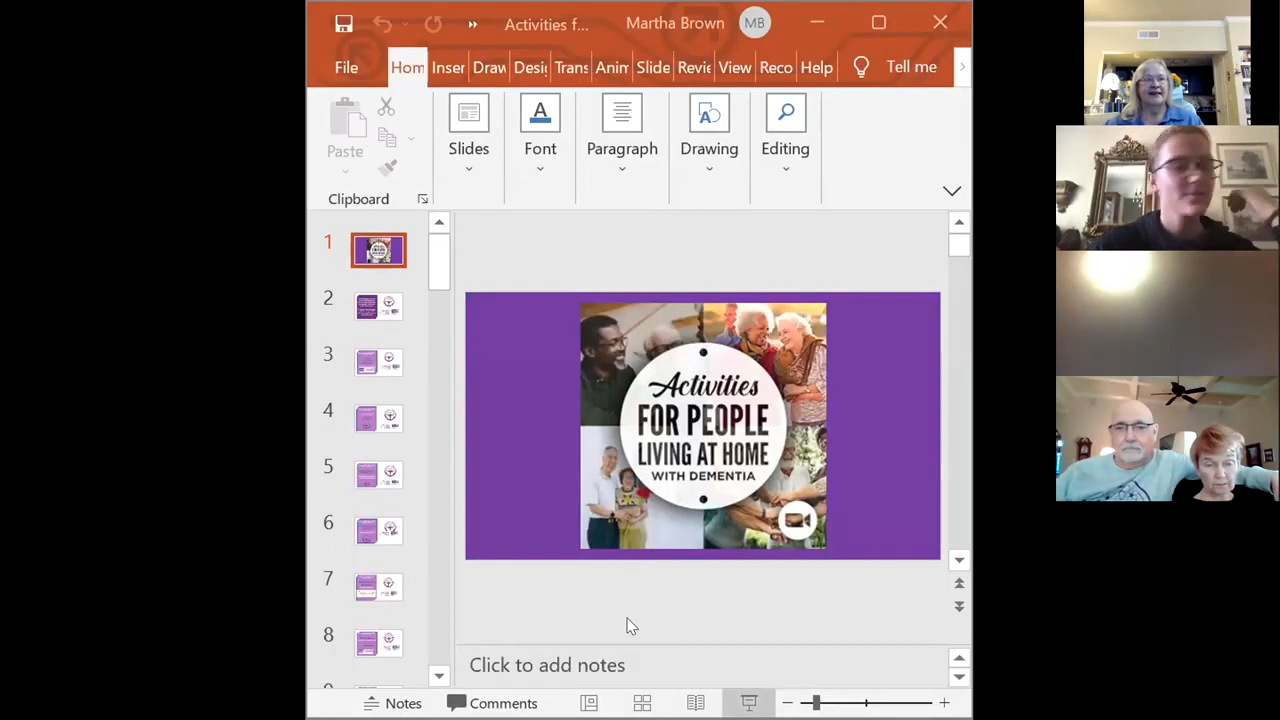 Activities f...
Martha Brown
MB
File
Hom
Inser
Draw
Desig
Trans
Anin
Slide
Revie
View
Reco
Help
Tell me
Paste
Clipboard
Slides
Font
Paragraph
Drawing
Editing
1
2
3
4
5
6
7
8
Activities
FOR PEOPLE
LIVING AT HOME
WITH DEMENTIA
Click to add notes
Notes
Comments